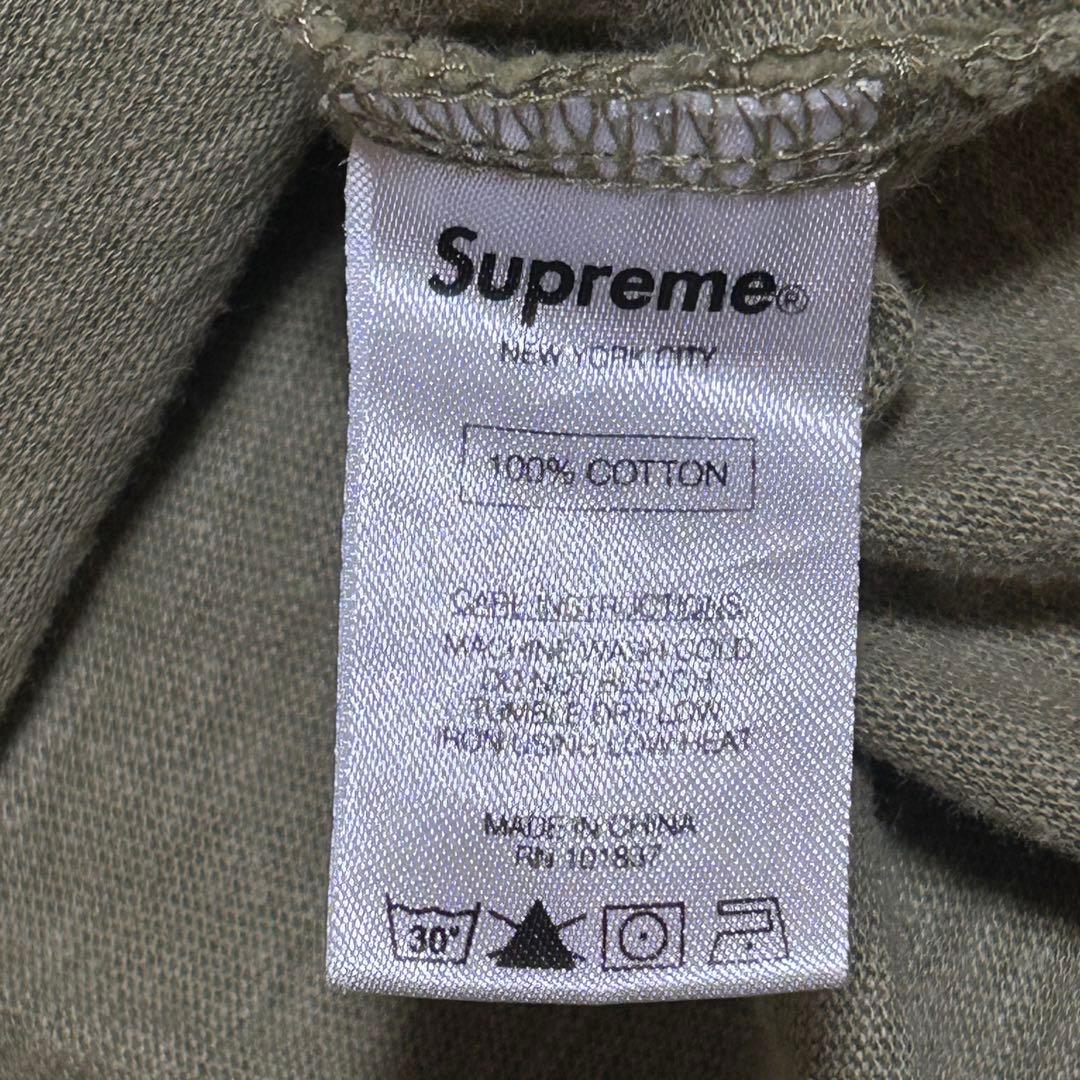 Supreme®
NEW YORK CITY
100% COTTON
CARE INSTRUCTIONS
MACHINE WASH COLD
DO NOT BLEACH
TUMBLE DRY LOW
IRON USING LOW HEAT
MADE IN CHINA
RN 101837
30°